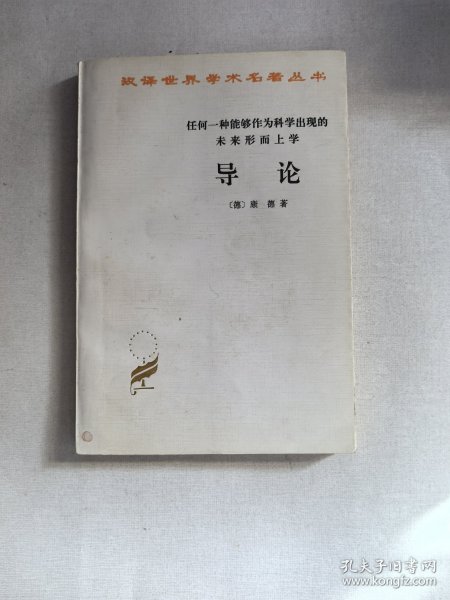 汉译世界学术名著丛书
任何一种能够作为科学出现的
未来形而上学
导 论
〔德〕康 德 著
孔夫子旧书网
www.kongfz.com